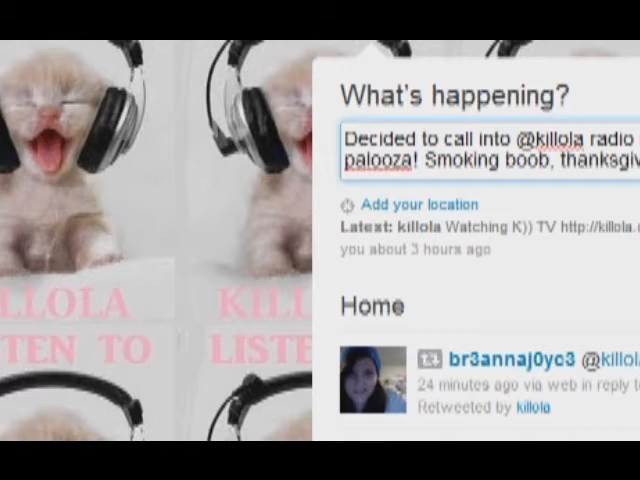 What's happening?
Decided to call into @killola radio
palooza! Smoking boob, thanksgiv
Add your location
Latest: killola Watching K)) TV http://killola.
you about 3 hours ago
Home
ILLOLA KILL
TEN TO LISTE
br3annaj0yc3 @killola
24 minutes ago via web in reply to
Retweeted by killola